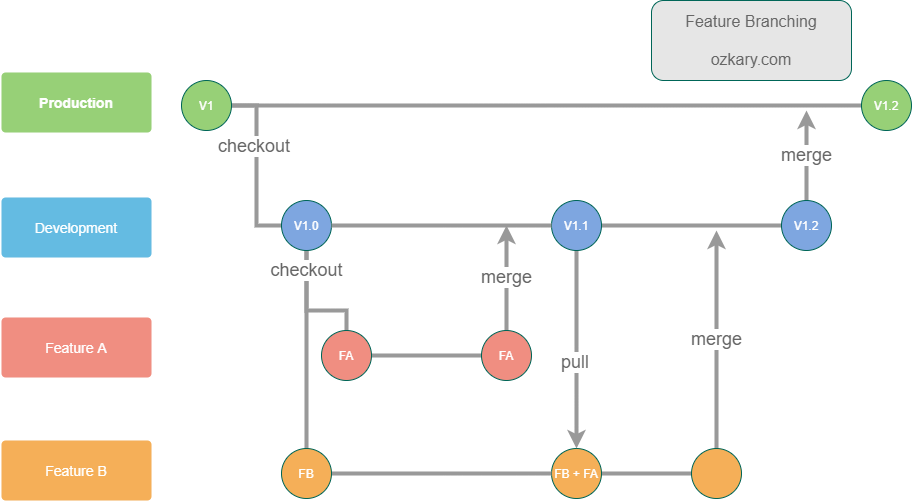 Feature Branching
ozkary.com
Production
V1
V1.2
checkout
merge
Development
V1.0
V1.1
V1.2
checkout
merge
Feature A
FA
FA
pull
merge
Feature B
FB
FB + FA